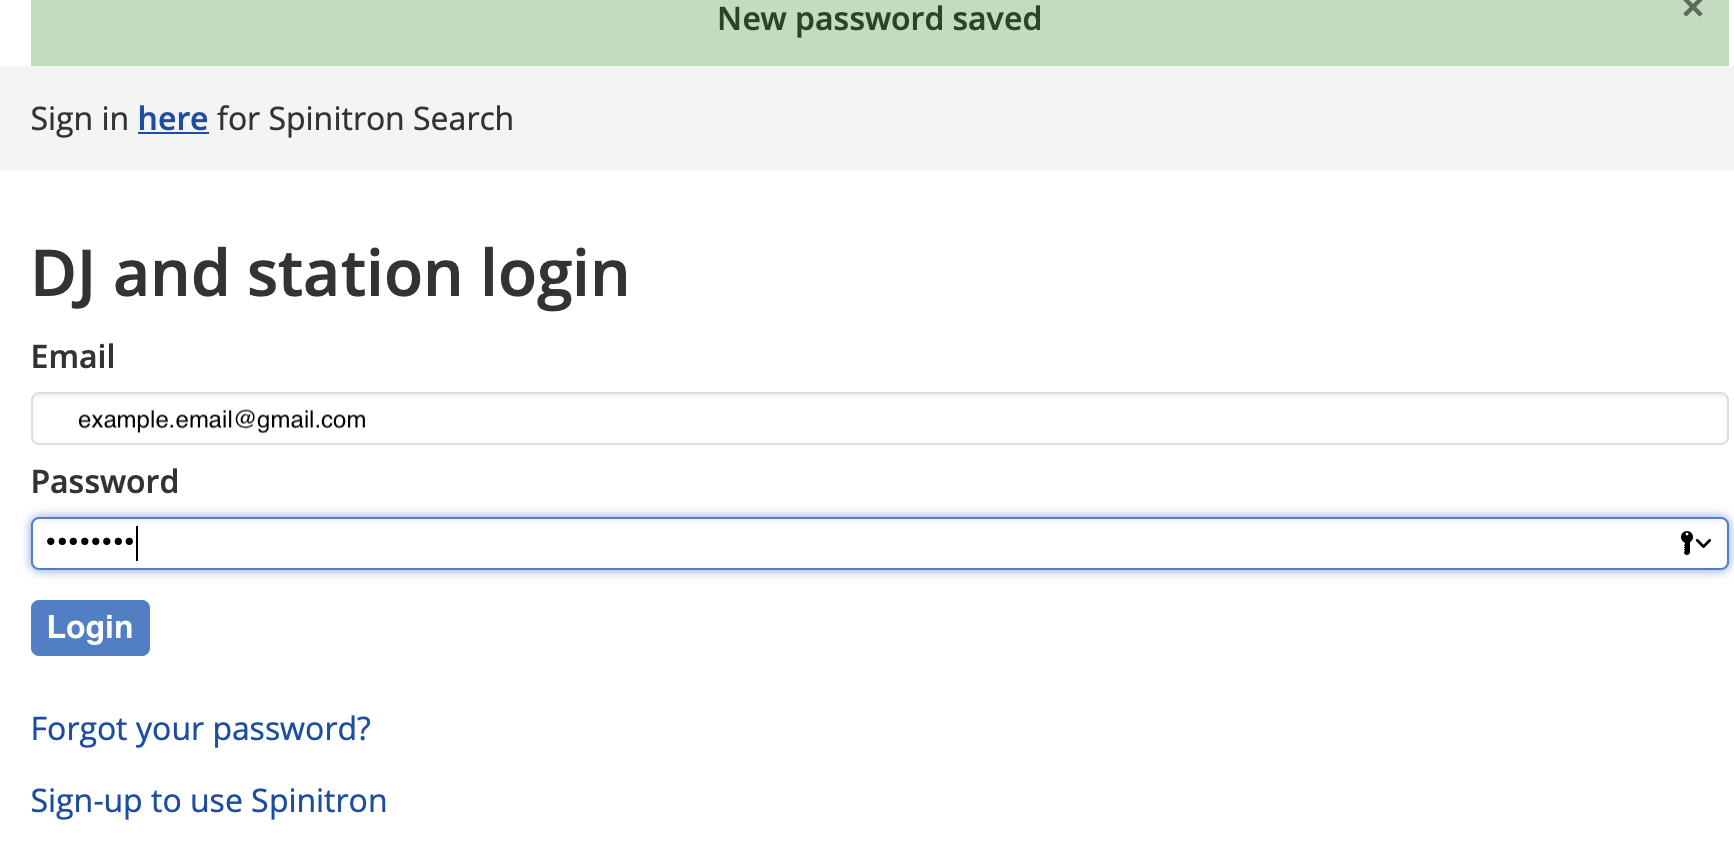 New password saved
×
Sign in here for Spinitron Search
DJ and station login
Email
example.email@gmail.com
Password
••••••••
Login
Forgot your password?
Sign-up to use Spinitron